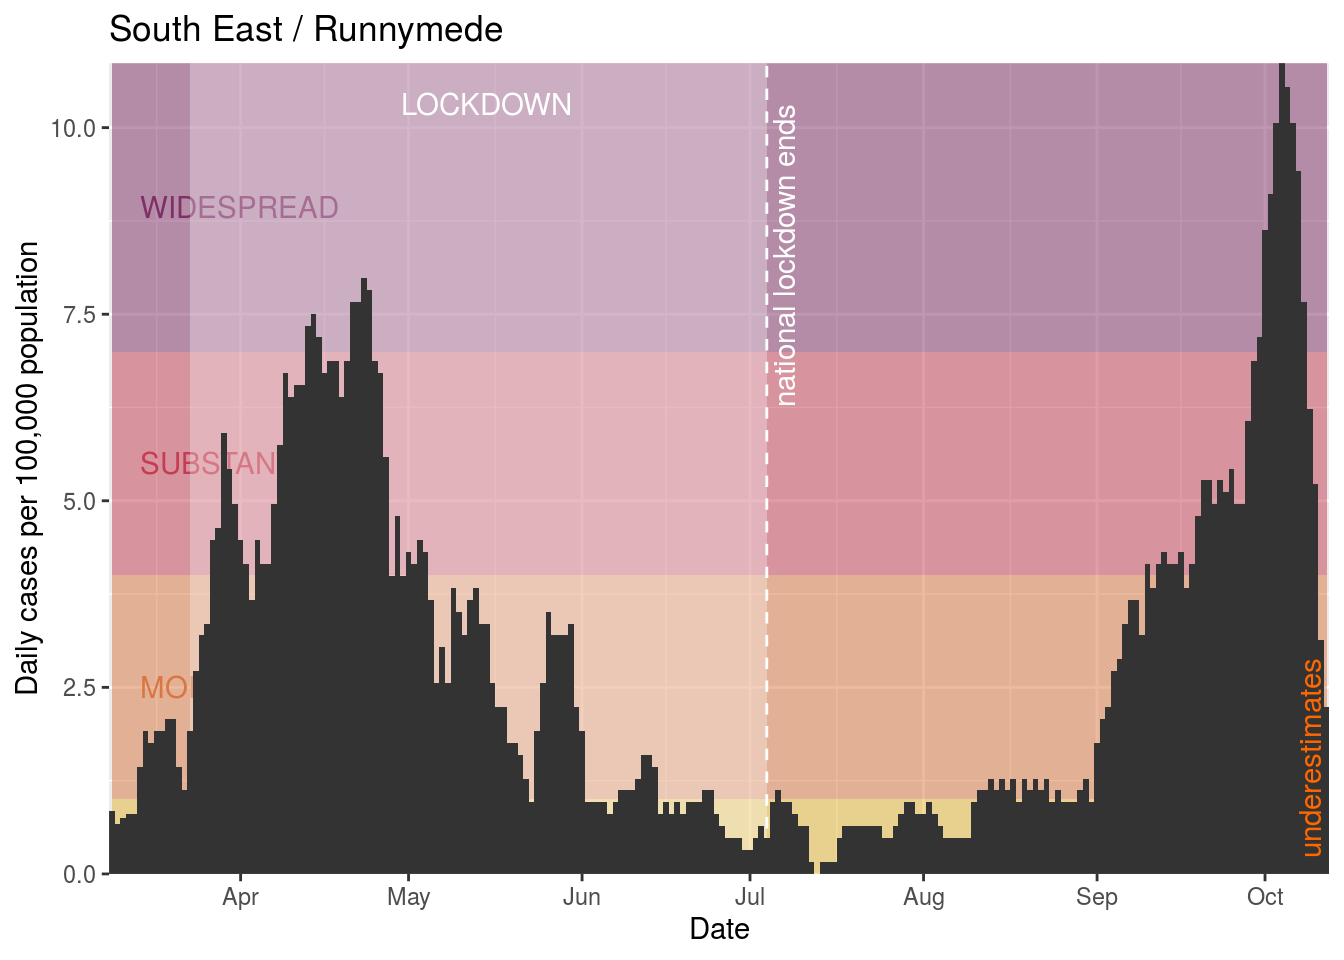 South East / Runnymede
LOCKDOWN
WIDESPREAD
SUBSTAN
MO
national lockdown ends
underestimates
Daily cases per 100,000 population
10.0
7.5
5.0
2.5
0.0
Apr
May
Jun
Jul
Aug
Sep
Oct
Date